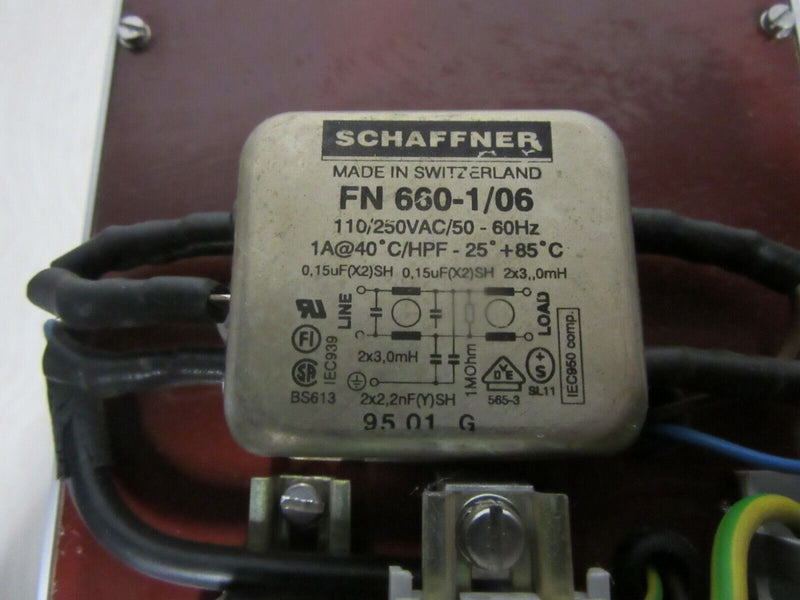 SCHAFFNER
MADE IN SWITZERLAND
FN 660-1/06
110/250VAC/50 - 60Hz
1A@40°C/HPF - 25°+85°C
0,15uF(X2)SH 0,15uF(X2)SH 2x3,,0mH
LINE
LOAD
FI
IEC939
2x3,0mH
1MOhm
VDE
565-3
+S
SL11
IEC950 comp.
BS613
2x2,2nF(Y)SH
95 01 G